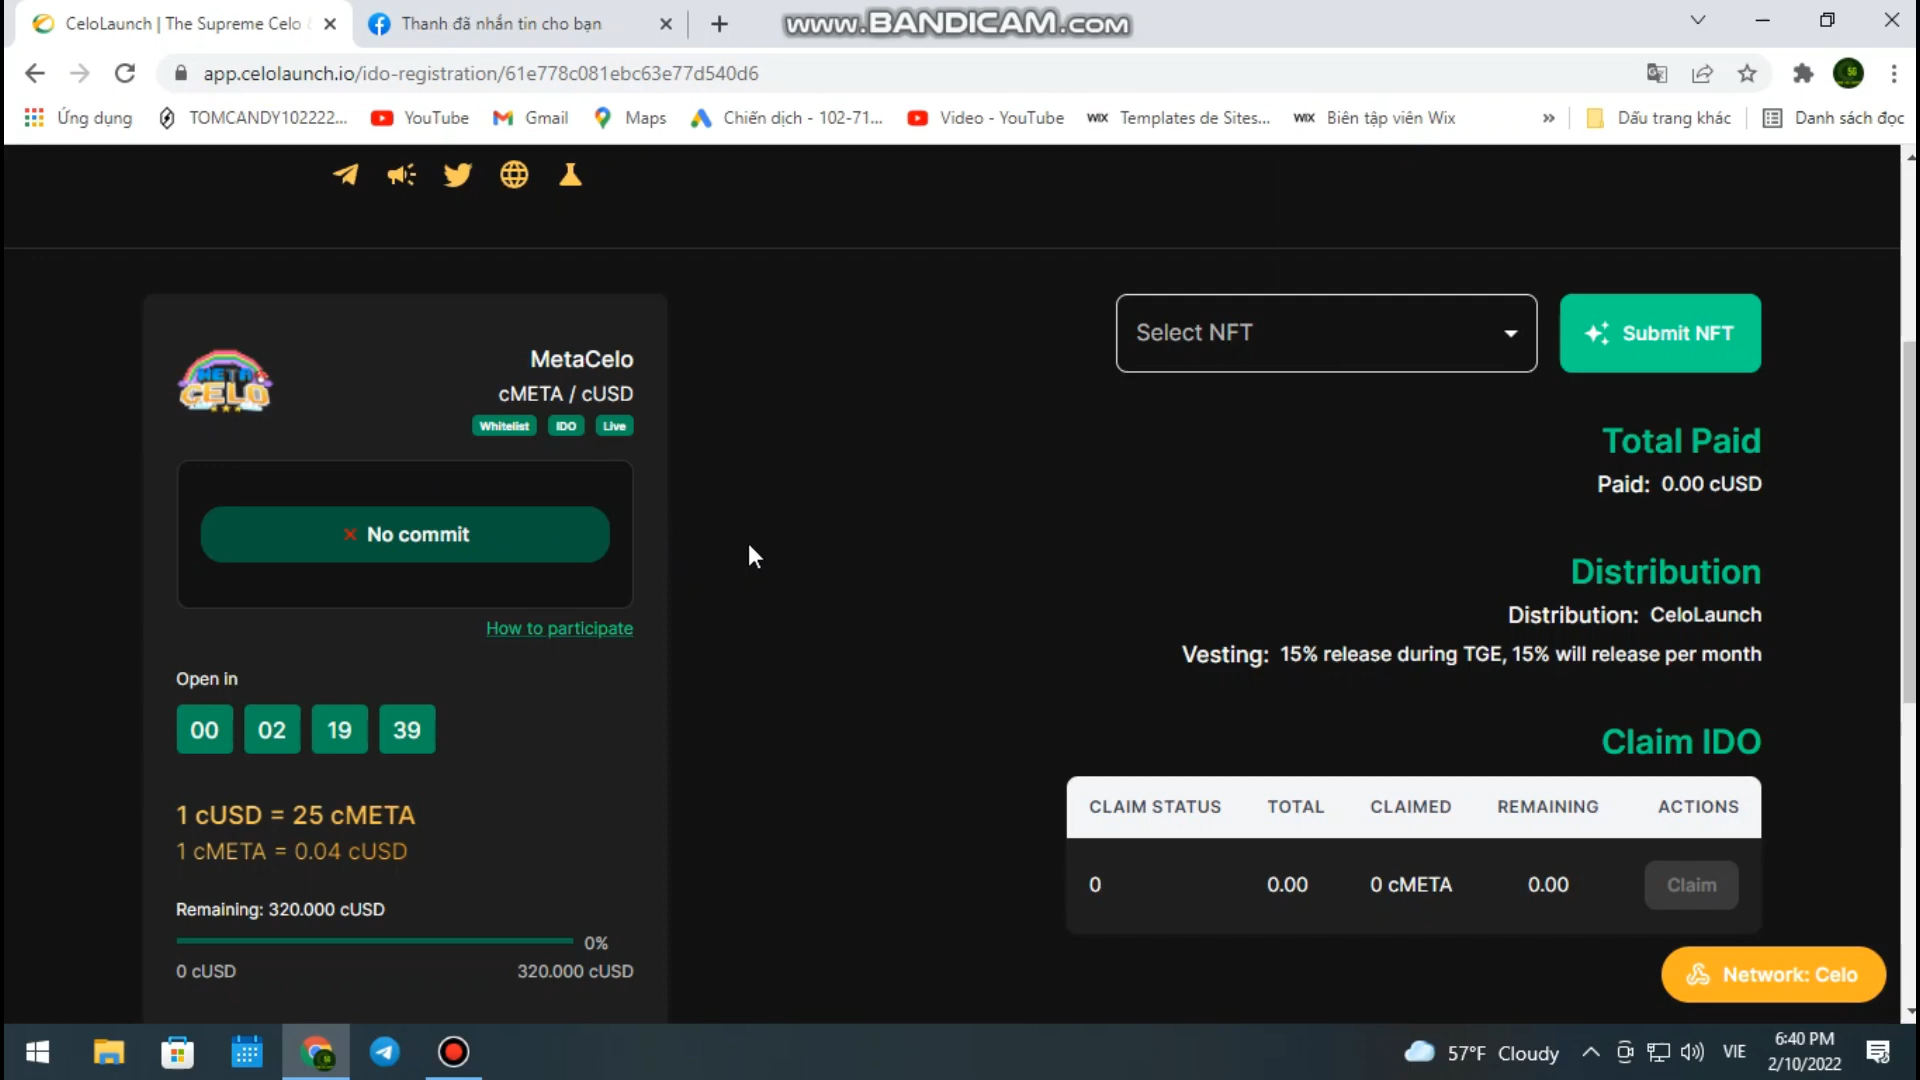 CeloLaunch | The Supreme Celo
Thanh đã nhắn tin cho bạn
www.BANDICAM.com
app.celolaunch.io/ido-registration/61e778c081ebc63e77d540d6
Ứng dụng
TOMCANDY102222...
YouTube
Gmail
Maps
Chiến dịch - 102-71...
Video - YouTube
WIX Templates de Sites...
WIX Biên tập viên Wix
»
Dấu trang khác
Danh sách đọc
META CELO
MetaCelo
cMETA / cUSD
Whitelist IDO Live
No commit
How to participate
Open in
00 02 19 39
1 cUSD = 25 cMETA
1 cMETA = 0.04 cUSD
Remaining: 320.000 cUSD
0%
0 cUSD 320.000 cUSD
Select NFT
Submit NFT
Total Paid
Paid: 0.00 cUSD
Distribution
Distribution: CeloLaunch
Vesting: 15% release during TGE, 15% will release per month
Claim IDO
CLAIM STATUS TOTAL CLAIMED REMAINING ACTIONS
0 0.00 0 cMETA 0.00 Claim
Network: Celo
57°F Cloudy
VIE
6:40 PM
2/10/2022